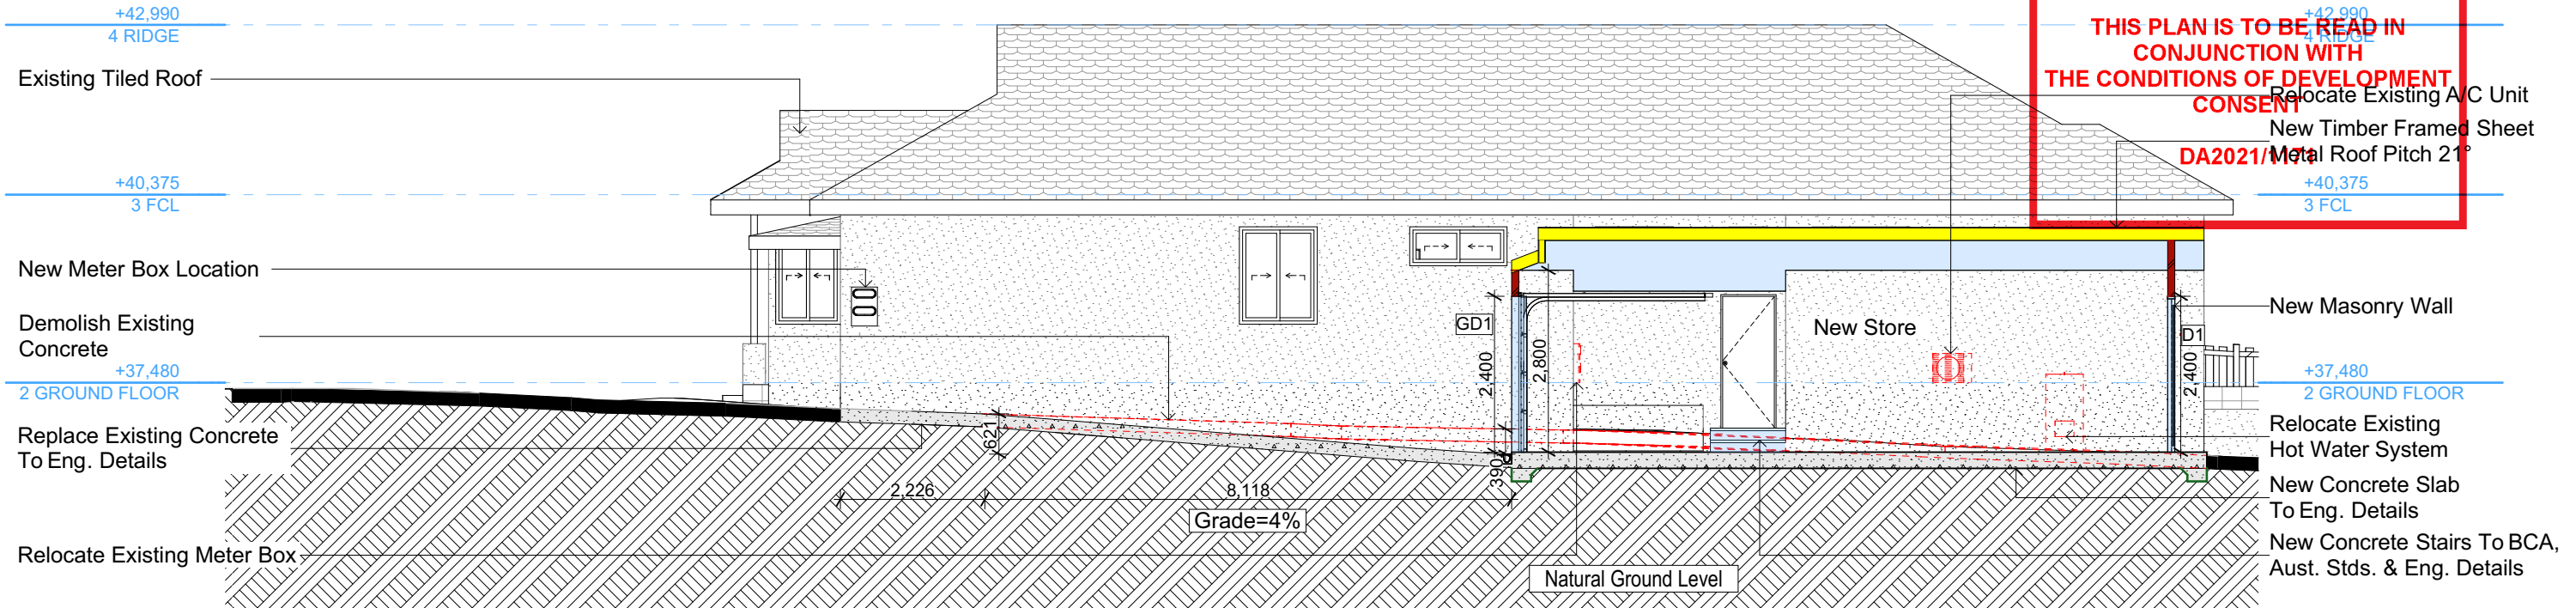 +42,990
4 RIDGE
Existing Tiled Roof
+40,375
3 FCL
New Meter Box Location
Demolish Existing
Concrete
+37,480
2 GROUND FLOOR
Replace Existing Concrete
To Eng. Details
Relocate Existing Meter Box
621
2,226
8,118
Grade=4%
390
GD1
2,400
2,800
New Store
Natural Ground Level
D1
2,400
THIS PLAN IS TO BE READ IN
CONJUNCTION WITH
THE CONDITIONS OF DEVELOPMENT
CONSENT
DA2021/
+42,990
4 RIDGE
Relocate Existing A/C Unit
New Timber Framed Sheet
Metal Roof Pitch 21°
+40,375
3 FCL
New Masonry Wall
+37,480
2 GROUND FLOOR
Relocate Existing
Hot Water System
New Concrete Slab
To Eng. Details
New Concrete Stairs To BCA,
Aust. Stds. & Eng. Details